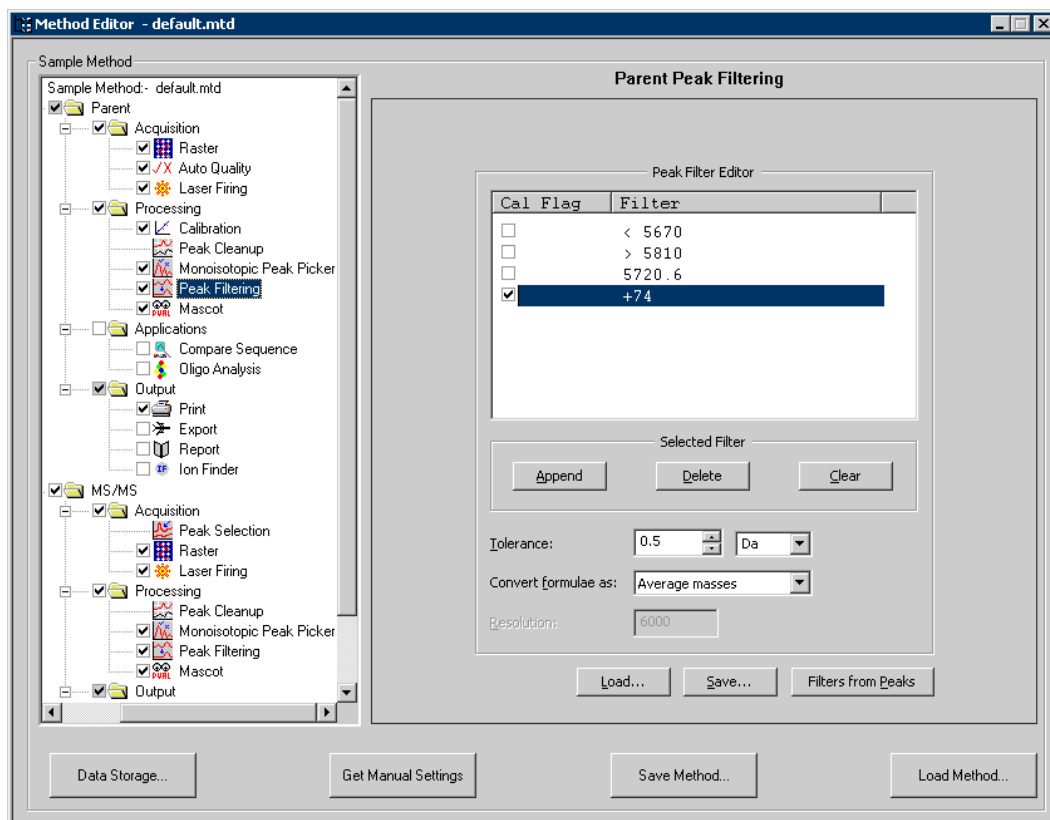 Method Editor - default.mtd
Sample Method
Sample Method:- default.mtd
Parent
Acquisition
Raster
Auto Quality
Laser Firing
Processing
Calibration
Peak Cleanup
Monoisotopic Peak Picker
Peak Filtering
Mascot
Applications
Compare Sequence
Oligo Analysis
Output
Print
Export
Report
IF Ion Finder
MS/MS
Acquisition
Peak Selection
Raster
Laser Firing
Processing
Peak Cleanup
Monoisotopic Peak Picker
Peak Filtering
Mascot
Output
Parent Peak Filtering
Peak Filter Editor
Cal Flag Filter
< 5670
> 5810
5720.6
+74
Selected Filter
Append Delete Clear
Tolerance: 0.5 Da
Convert formulae as: Average masses
Resolution: 6000
Load... Save... Filters from Peaks
Data Storage... Get Manual Settings Save Method... Load Method...